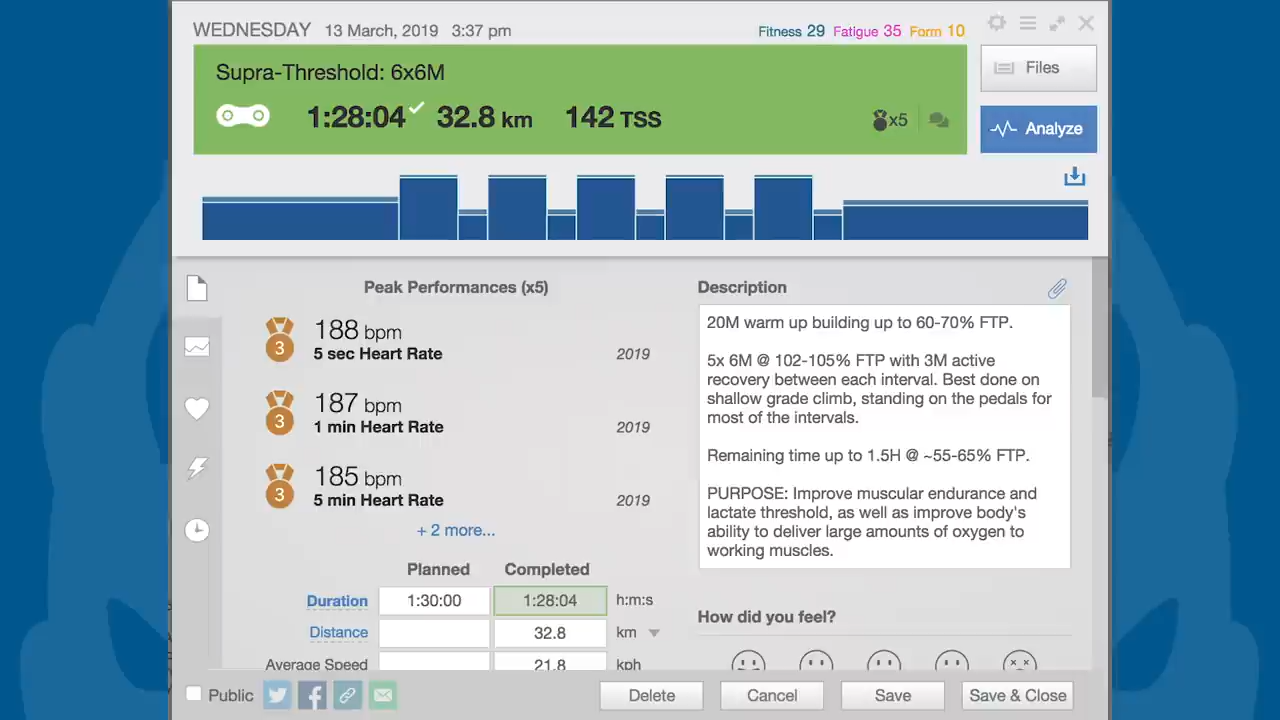 WEDNESDAY 13 March, 2019 3:37 pm
Fitness 29 Fatigue 35 Form 10
Supra-Threshold: 6x6M
Files
1:28:04 32.8 km 142 TSS
x5
Analyze
Peak Performances (x5)
3
188 bpm
5 sec Heart Rate 2019
3
187 bpm
1 min Heart Rate 2019
3
185 bpm
5 min Heart Rate 2019
+ 2 more...
Planned Completed
Duration 1:30:00 1:28:04 h:m:s
Distance 32.8 km
Average Speed 21.8 kph
Description
20M warm up building up to 60-70% FTP.
5x 6M @ 102-105% FTP with 3M active
recovery between each interval. Best done on
shallow grade climb, standing on the pedals for
most of the intervals.
Remaining time up to 1.5H @ ~55-65% FTP.
PURPOSE: Improve muscular endurance and
lactate threshold, as well as improve body's
ability to deliver large amounts of oxygen to
working muscles.
How did you feel?
Public
Delete Cancel Save Save & Close